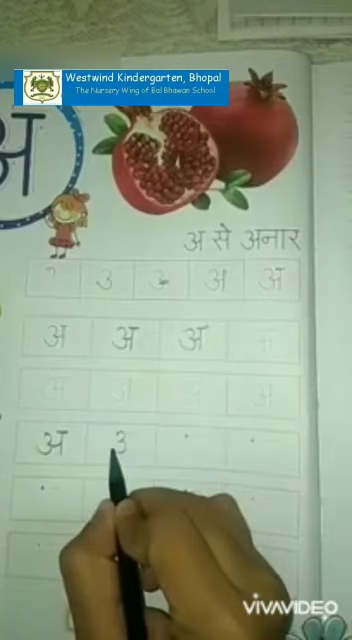 Westwind Kindergarten, Bhopal
The Nursery Wing of Bal Bhawan School
अ
अ से अनार
अ अ
अ अ अ
अ
VIVAVIDEO